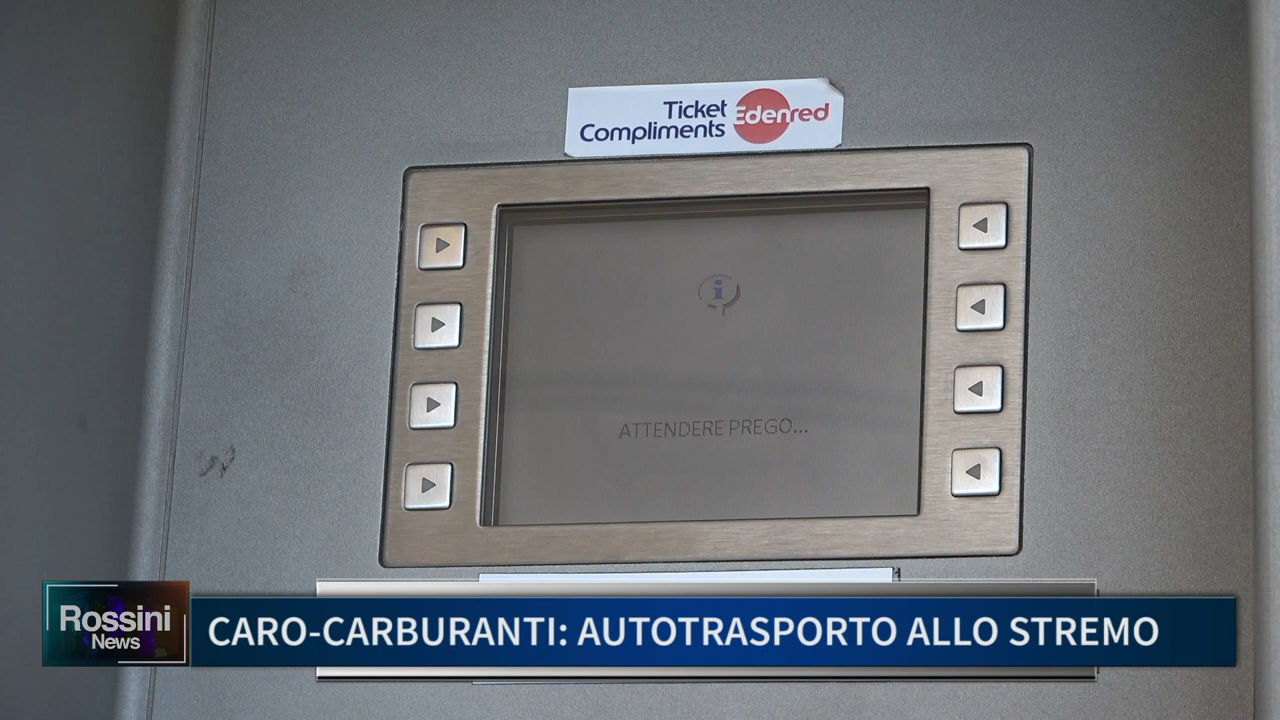 Ticket
Compliments
Edenred
i
ATTENDERE PREGO...
Rossini
News
CARO-CARBURANTI: AUTOTRASPORTO ALLO STREMO